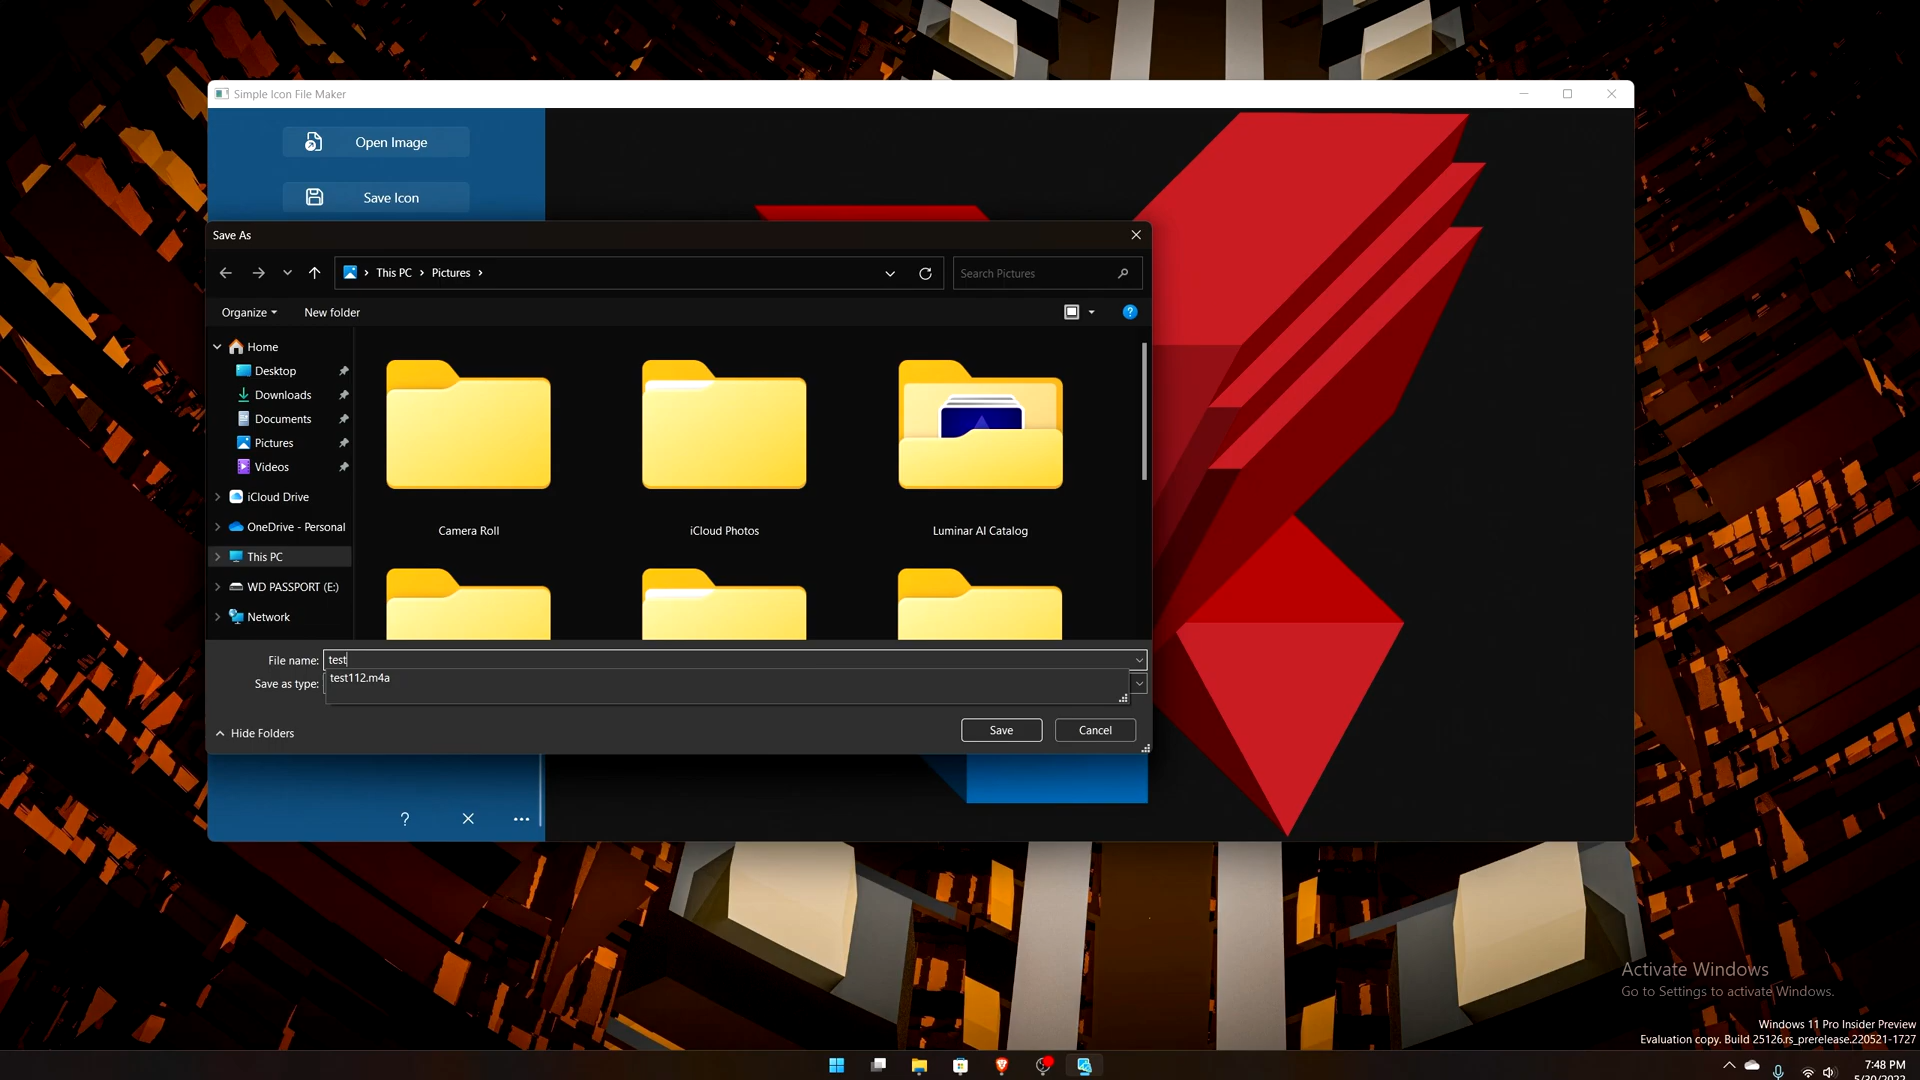 Simple Icon File Maker
Open Image
Save Icon
Save As
This PC
Pictures
Search Pictures
Organize
New folder
?
Home
Desktop
Downloads
Documents
Pictures
Videos
iCloud Drive
OneDrive - Personal
This PC
WD PASSPORT (E:)
Network
Camera Roll
iCloud Photos
Luminar AI Catalog
File name:
test
test112.m4a
Save as type:
Hide Folders
Save
Cancel
?
Activate Windows
Go to Settings to activate Windows.
Windows 11 Pro Insider Preview
Evaluation copy. Build 25126.rs_prerelease.220521-1727
7:48 PM
5/30/2022